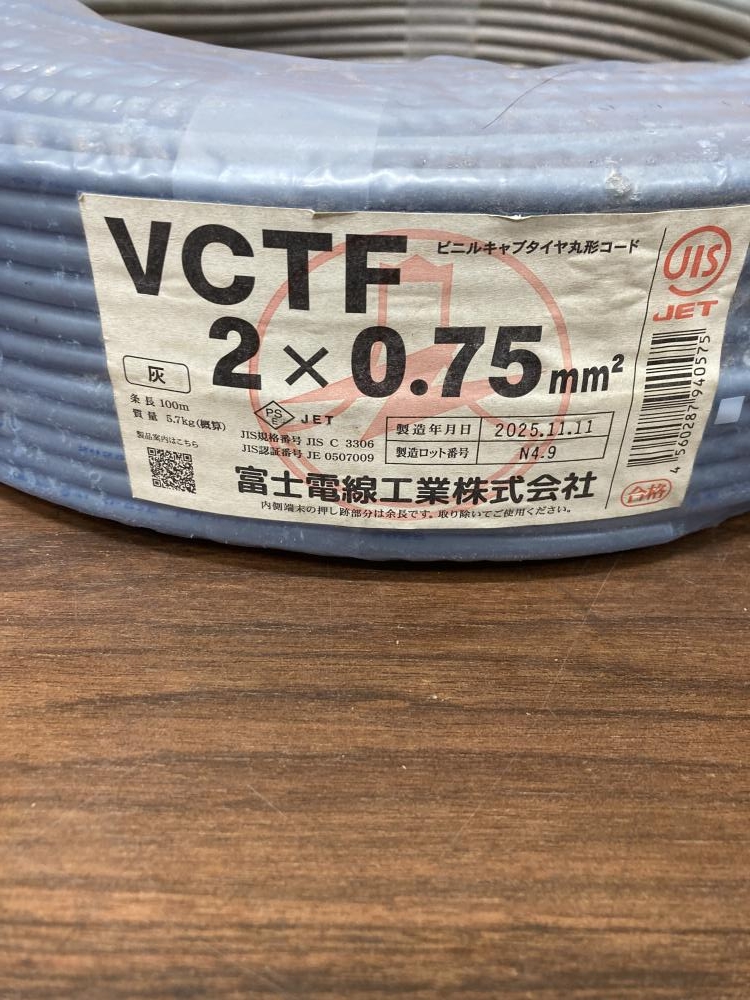 VCTF
ビニルキャブタイヤ丸形コード
2×0.75mm²
灰
条長 100m
質量 5.7kg(概算)
製品案内はこちら
PS
E
JET
JIS規格番号 JIS C 3306
JIS認証番号 JE 0507009
製造年月日 2025.11.11
製造ロット番号 N4.9
富士電線工業株式会社
内側端末の押し跡部分は余長です。取り除いてご使用ください。
JIS
JET
4560287940575
合格